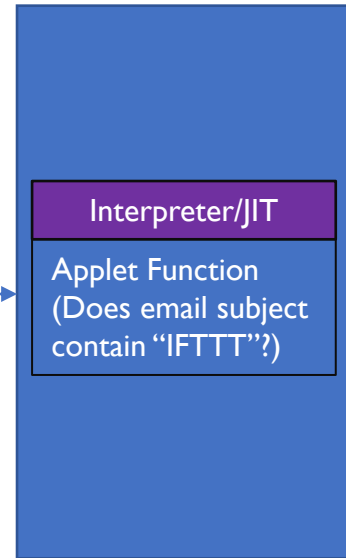 Interpreter/JIT
Applet Function
(Does email subject
contain “IFTTT”?)